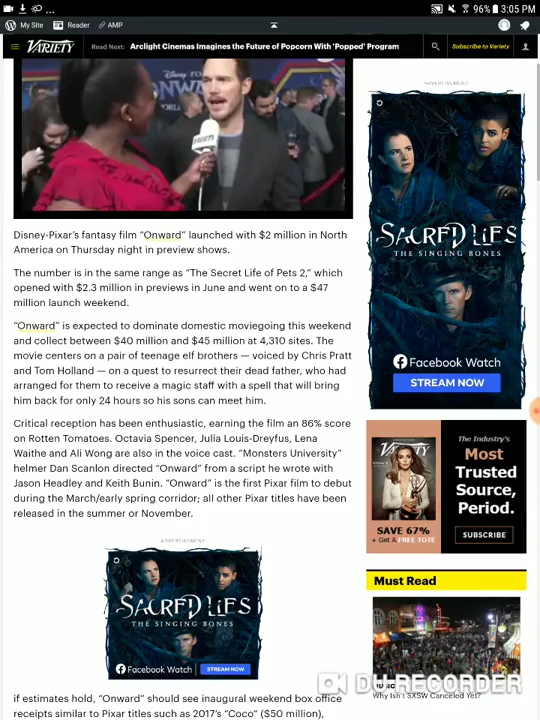 96% 3:05 PM
My Site Reader AMP
VARIETY
Read Next: Arclight Cinemas Imagines the Future of Popcorn With 'Popped' Program
Subscribe to Variety
VARIETY
Disney-Pixar's fantasy film "Onward" launched with $2 million in North
America on Thursday night in preview shows.
The number is in the same range as "The Secret Life of Pets 2," which
opened with $2.3 million in previews in June and went on to a $47
million launch weekend.
"Onward" is expected to dominate domestic moviegoing this weekend
and collect between $40 million and $45 million at 4,310 sites. The
movie centers on a pair of teenage elf brothers — voiced by Chris Pratt
and Tom Holland — on a quest to resurrect their dead father, who had
arranged for them to receive a magic staff with a spell that will bring
him back for only 24 hours so his sons can meet him.
Critical reception has been enthusiastic, earning the film an 86% score
on Rotten Tomatoes. Octavia Spencer, Julia Louis-Dreyfus, Lena
Waithe and Ali Wong are also in the voice cast. "Monsters University"
helmer Dan Scanlon directed "Onward" from a script he wrote with
Jason Headley and Keith Bunin. "Onward" is the first Pixar film to debut
during the March/early spring corridor; all other Pixar titles have been
released in the summer or November.
ADVERTISEMENT
SACRED LIES
THE SINGING BONES
Facebook Watch
STREAM NOW
if estimates hold, "Onward" should see inaugural weekend box office
receipts similar to Pixar titles such as 2017's "Coco" ($50 million),
ADVERTISEMENT
SACRED LIES
THE SINGING BONES
Facebook Watch
STREAM NOW
VARIETY
SAVE 67%
+ Get A FREE TOTE
The Industry's
Most
Trusted
Source,
Period.
SUBSCRIBE
Must Read
Why Isn't SXSW Canceled Yet?
DU RECORDER